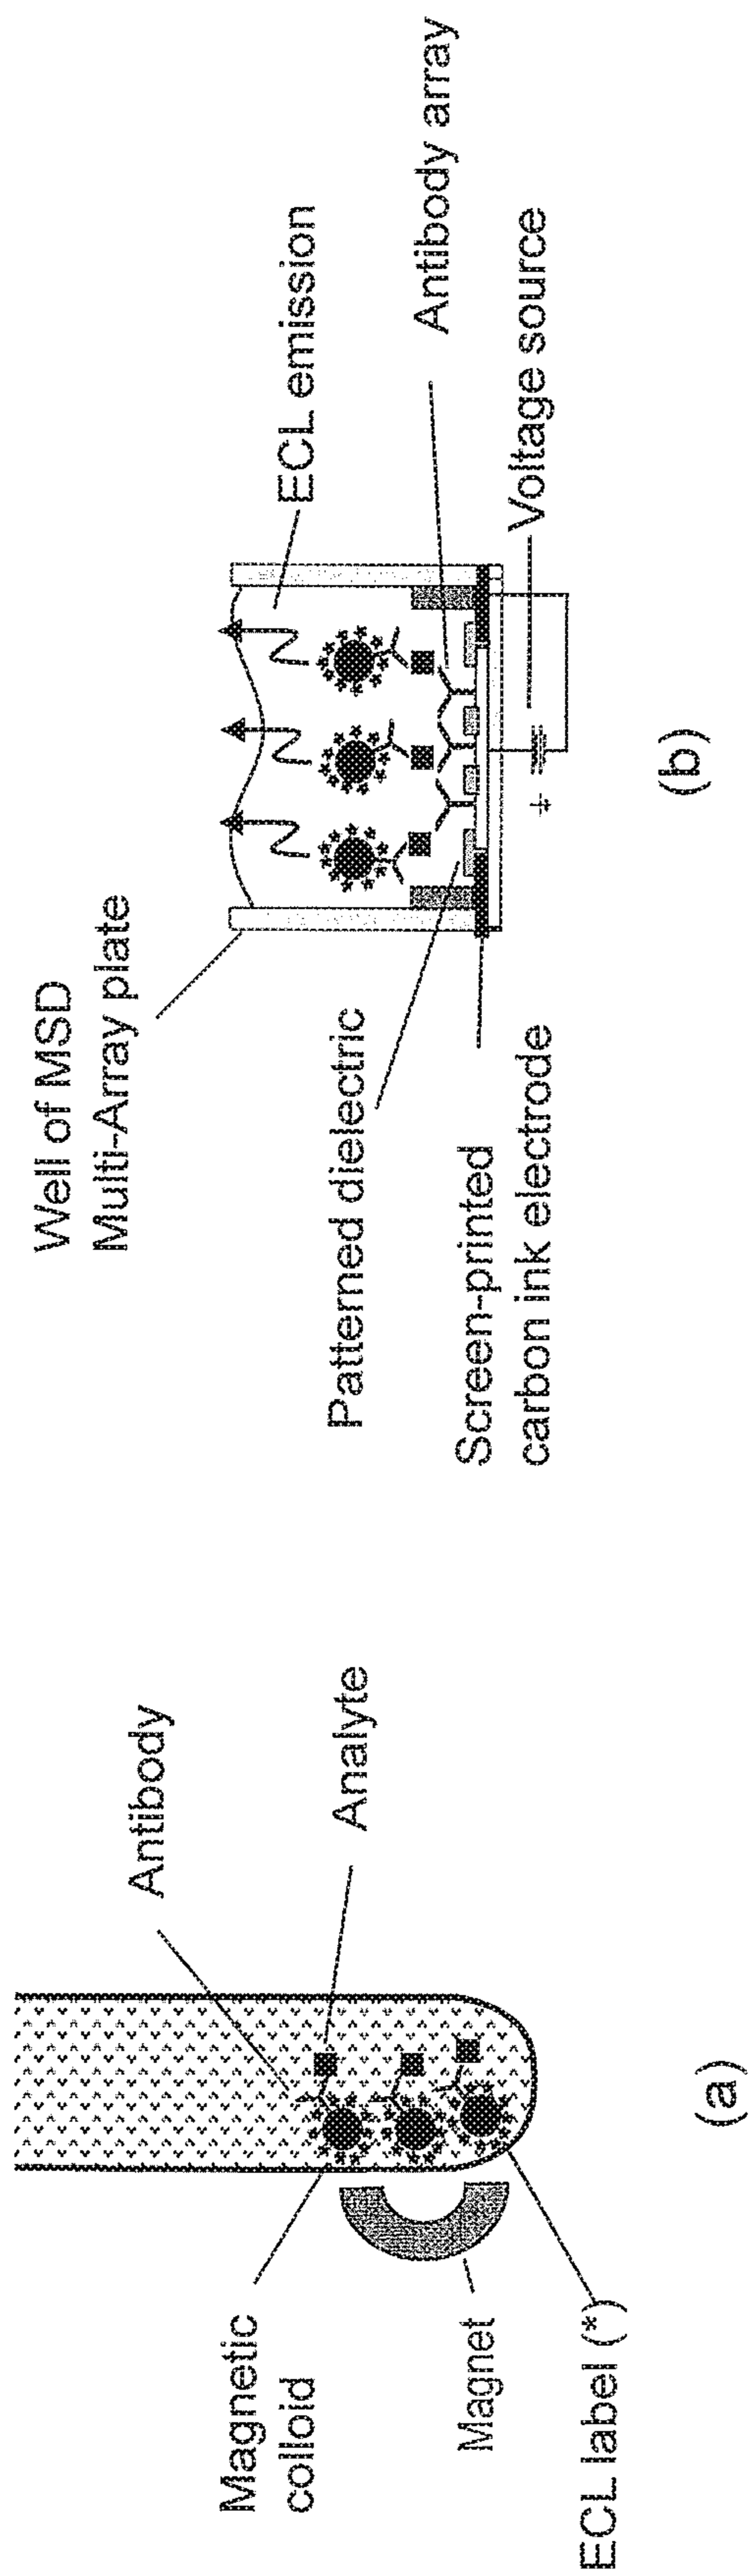 Magnetic
colloid
Magnet
ECL label (*)
Antibody
Analyte
(a)
Well of MSD
Multi-Array plate
Patterned dielectric
Screen-printed
carbon ink electrode
ECL emission
Antibody array
Voltage source
+
(b)